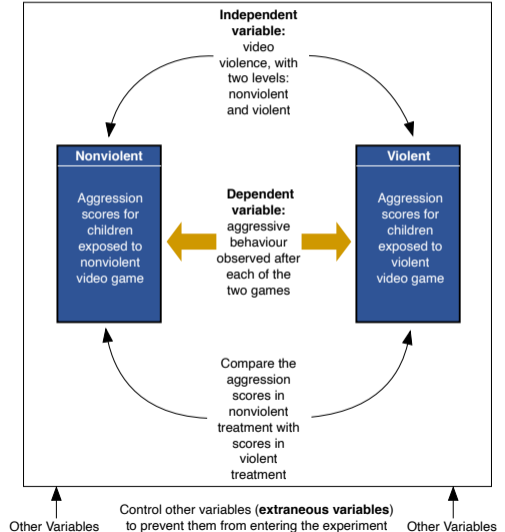 Independent
variable:
video
violence, with
two levels:
nonviolent
and violent
Nonviolent
Aggression
scores for
children
exposed to
nonviolent
video game
Dependent
variable:
aggressive
behaviour
observed after
each of the
two games
Violent
Aggression
scores for
children
exposed to
violent
video game
Compare the
aggression
scores in
nonviolent
treatment with
scores in
violent
treatment
Other Variables
Control other variables (extraneous variables)
to prevent them from entering the experiment
Other Variables